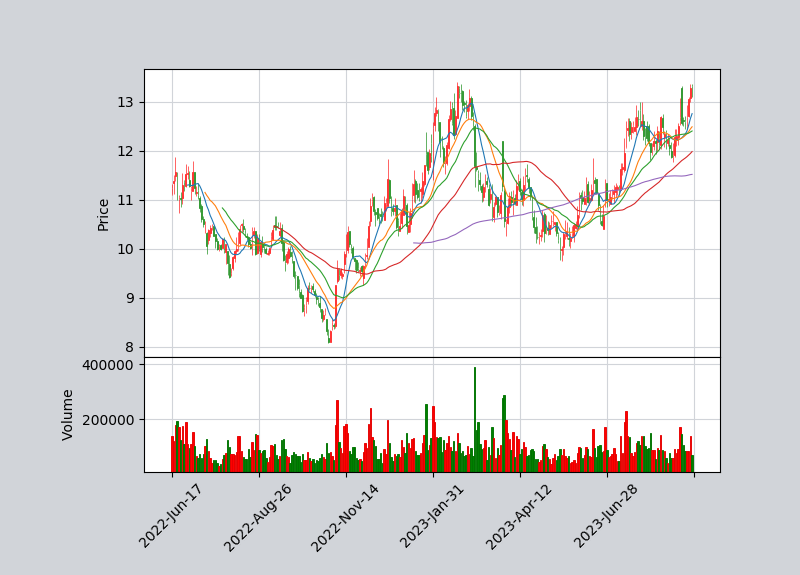 13
12
11
10
9
8
Price
400000
200000
Volume
2022-Jun-17
2022-Aug-26
2022-Nov-14
2023-Jan-31
2023-Apr-12
2023-Jun-28